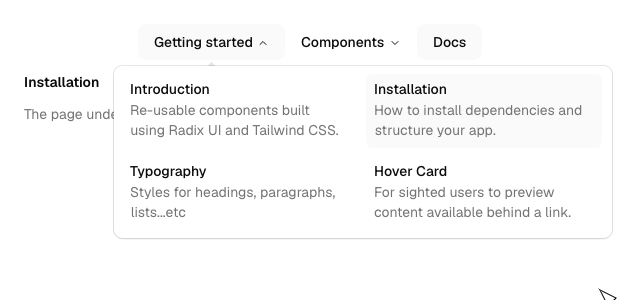 Getting started
Components
Docs
Installation
The page unde
Introduction
Re-usable components built
using Radix UI and Tailwind CSS.
Installation
How to install dependencies and
structure your app.
Typography
Styles for headings, paragraphs,
lists...etc
Hover Card
For sighted users to preview
content available behind a link.